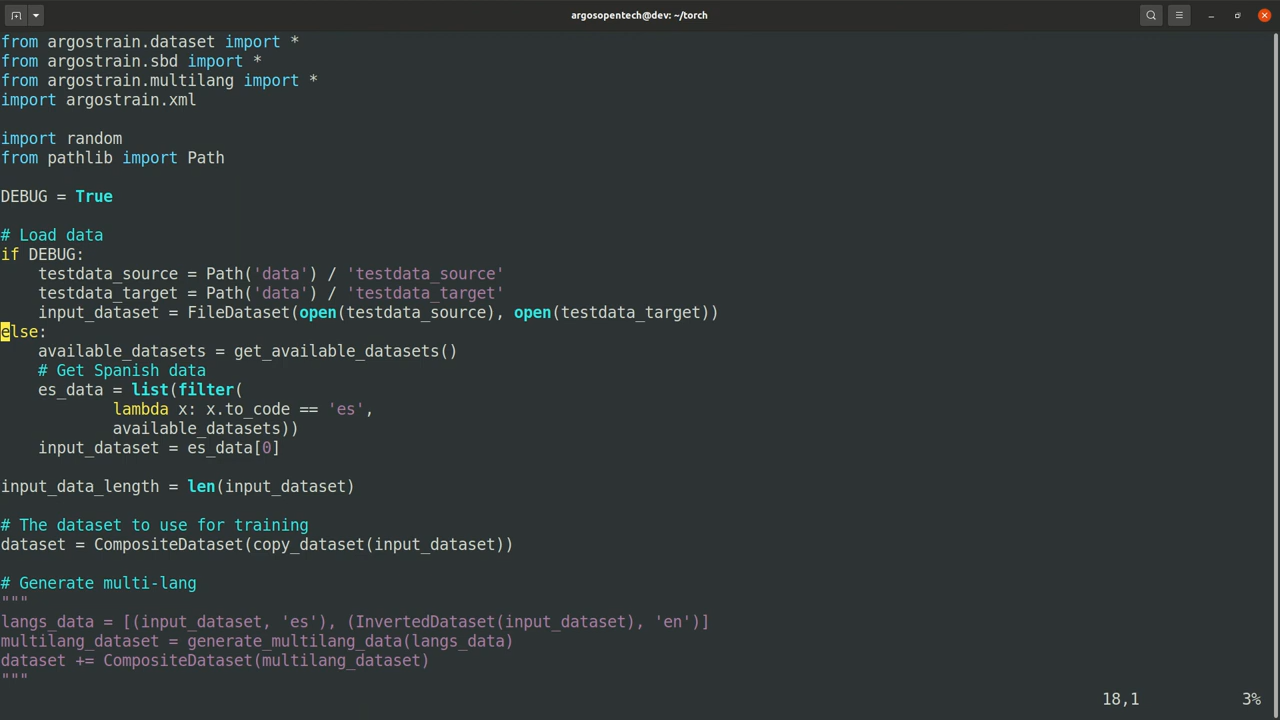 argosopentech@dev: ~/torch
from argostrain.dataset import *
from argostrain.sbd import *
from argostrain.multilang import *
import argostrain.xml

import random
from pathlib import Path

DEBUG = True

# Load data
if DEBUG:
    testdata_source = Path('data') / 'testdata_source'
    testdata_target = Path('data') / 'testdata_target'
    input_dataset = FileDataset(open(testdata_source), open(testdata_target))
else:
    available_datasets = get_available_datasets()
    # Get Spanish data
    es_data = list(filter(
            lambda x: x.to_code == 'es',
            available_datasets))
    input_dataset = es_data[0]

input_data_length = len(input_dataset)

# The dataset to use for training
dataset = CompositeDataset(copy_dataset(input_dataset))

# Generate multi-lang
"""
langs_data = [(input_dataset, 'es'), (InvertedDataset(input_dataset), 'en')]
multilang_dataset = generate_multilang_data(langs_data)
dataset += CompositeDataset(multilang_dataset)
"""
18,1 3%